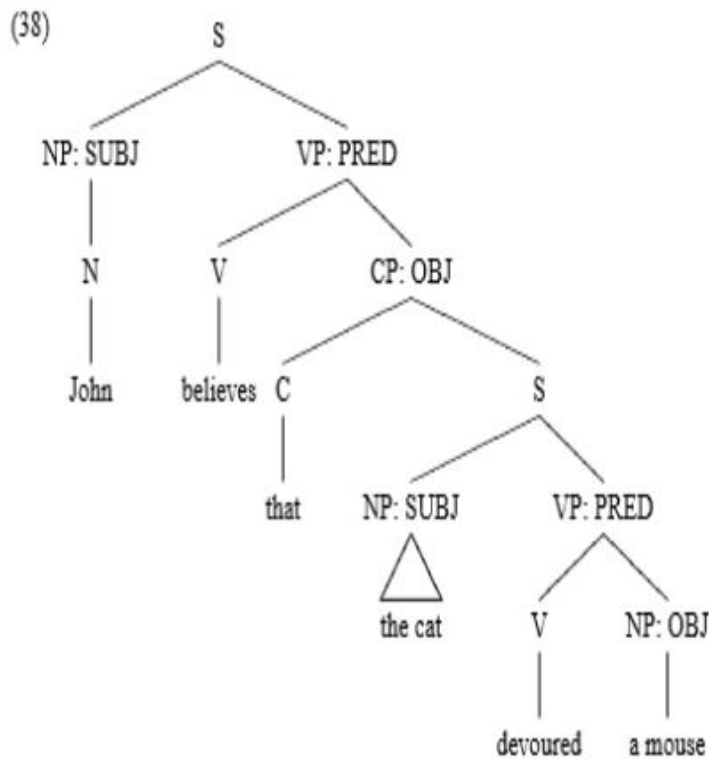 (38)
S
NP: SUBJ VP: PRED
N V CP: OBJ
John believes C S
that NP: SUBJ VP: PRED
the cat V NP: OBJ
devoured a mouse